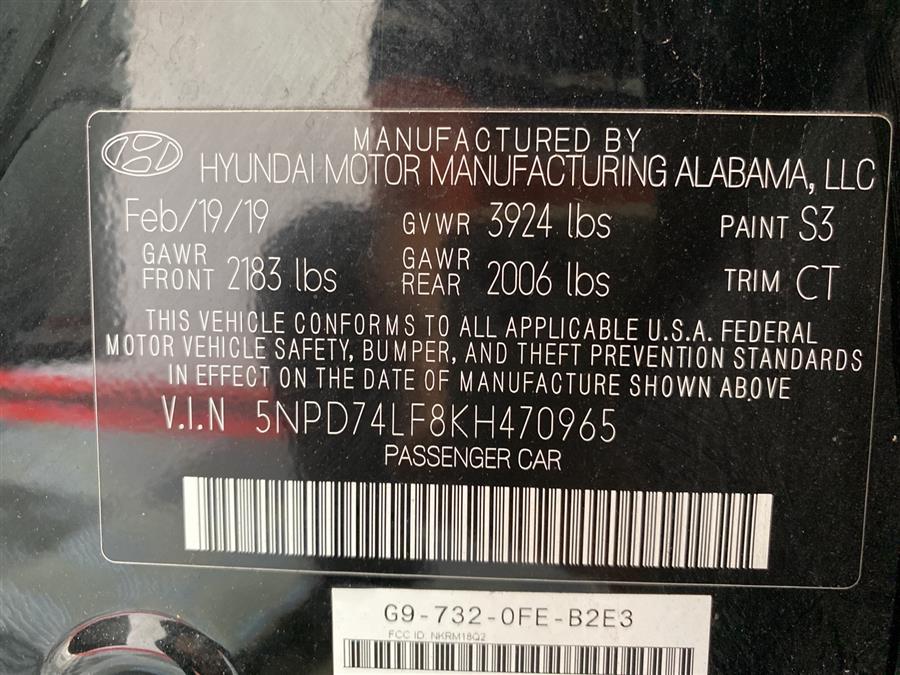 MANUFACTURED BY
HYUNDAI MOTOR MANUFACTURING ALABAMA, LLC
Feb/19/19 GVWR 3924 lbs PAINT S3
GAWR FRONT 2183 lbs GAWR REAR 2006 lbs TRIM CT
THIS VEHICLE CONFORMS TO ALL APPLICABLE U.S.A. FEDERAL
MOTOR VEHICLE SAFETY, BUMPER, AND THEFT PREVENTION STANDARDS
IN EFFECT ON THE DATE OF MANUFACTURE SHOWN ABOVE
V.I.N 5NPD74LF8KH470965
PASSENGER CAR
G9-732-0FE-B2E3
FCC ID: NKRM18Q2